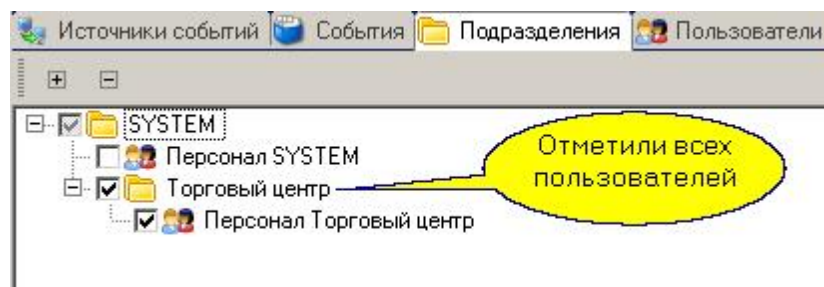 Источники событий События Подразделения Пользователи
SYSTEM
Персонал SYSTEM
Торговый центр
Персонал Торговый центр
Отметили всех
пользователей